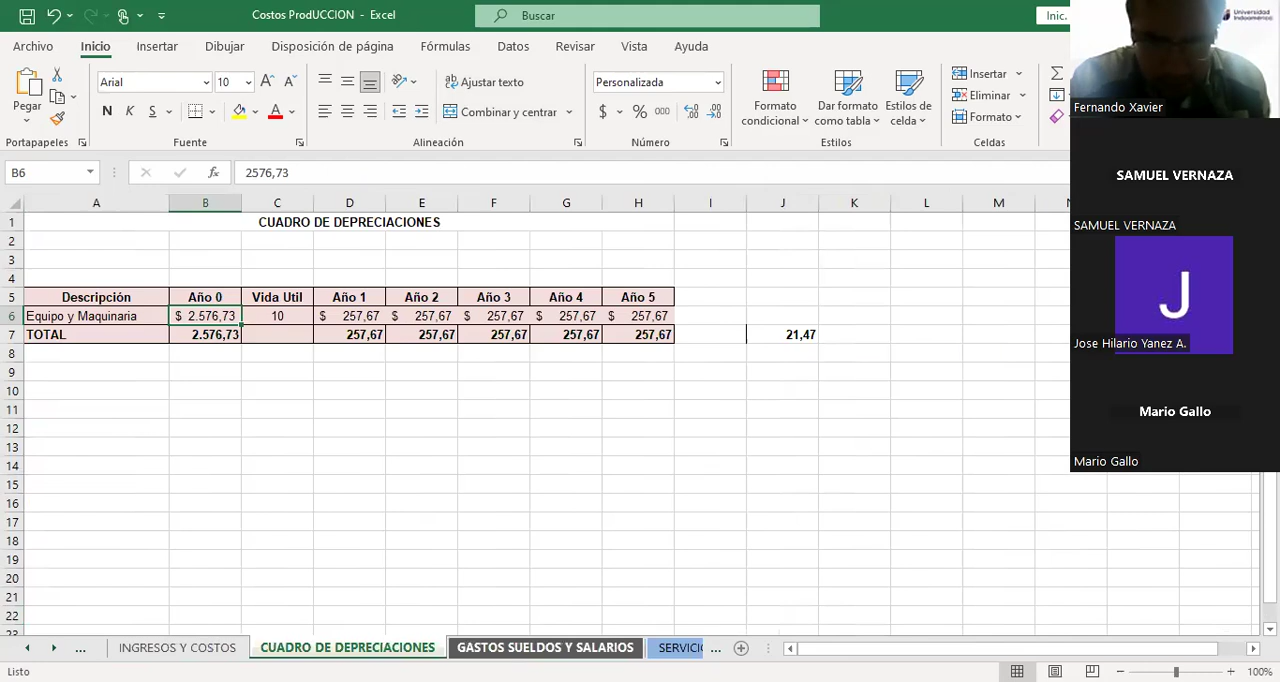 Costos ProdUCCION - Excel
Buscar
Inic.
Universidad
Indoamérica
Archivo Inicio Insertar Dibujar Disposición de página Fórmulas Datos Revisar Vista Ayuda
Pegar
Arial 10
N K S
Ajustar texto
Combinar y centrar
Personalizada
$ % 000
Formato condicional
Dar formato como tabla
Estilos de celda
Insertar
Eliminar
Formato
Portapapeles Fuente Alineación Número Estilos Celdas
B6 fx 2576,73
A B C D E F G H I J K L M
1 CUADRO DE DEPRECIACIONES
2
3
4
5 Descripción Año 0 Vida Util Año 1 Año 2 Año 3 Año 4 Año 5
6 Equipo y Maquinaria $ 2.576,73 10 $ 257,67 $ 257,67 $ 257,67 $ 257,67 $ 257,67
7 TOTAL 2.576,73 257,67 257,67 257,67 257,67 257,67 21,47
8
9
10
11
12
13
14
15
16
17
18
19
20
21
22
23
Fernando Xavier
SAMUEL VERNAZA
SAMUEL VERNAZA
J
Jose Hilario Yanez A.
Mario Gallo
Mario Gallo
... INGRESOS Y COSTOS CUADRO DE DEPRECIACIONES GASTOS SUELDOS Y SALARIOS SERVICIO ...
Listo 100%